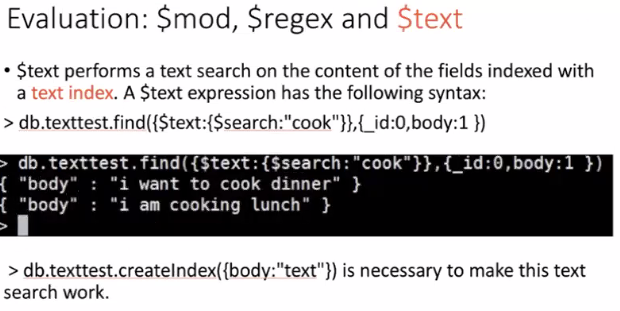 Evaluation: $mod, $regex and $text
• $text performs a text search on the content of the fields indexed with
a text index. A $text expression has the following syntax:
> db.texttest.find({$text:{$search:"cook"}},{_id:0,body:1 })
> db.texttest.find({$text:{$search:"cook"}},{_id:0,body:1 })
{ "body" : "i want to cook dinner" }
{ "body" : "i am cooking lunch" }
>
> db.texttest.createIndex({body:"text"}) is necessary to make this text
search work.